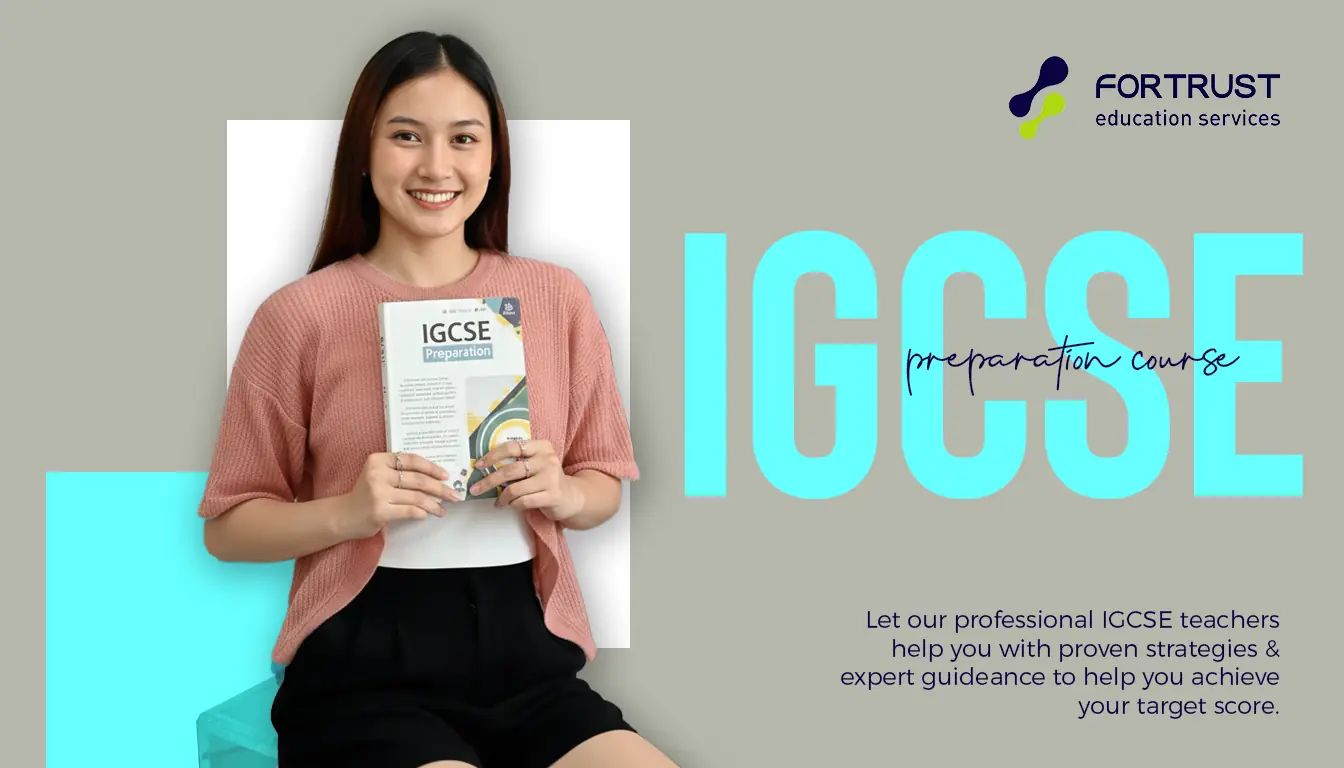 FORTRUST
education services
IGCSE
preparation course
IGCSE
Preparation
Let our professional IGCSE teachers
help you with proven strategies &
expert guideance to help you achieve
your target score.